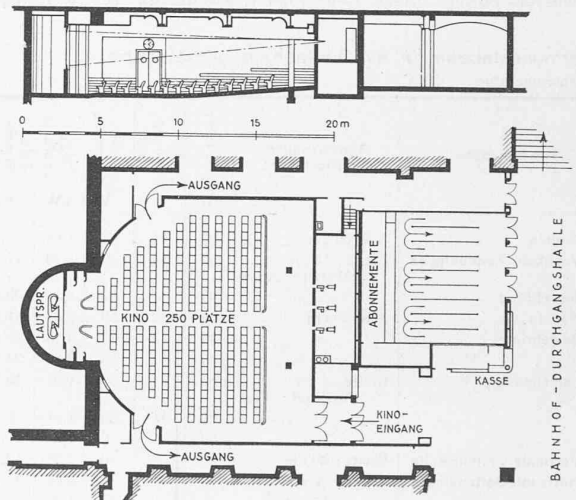 0 5 10 15 20 m
AUSGANG
LAUTSPR.
KINO 250 PLÄTZE
ABONNEMENTE
BAHNHOF - DURCHGANGSHALLE
KASSE
KINO-
EINGANG
AUSGANG
A